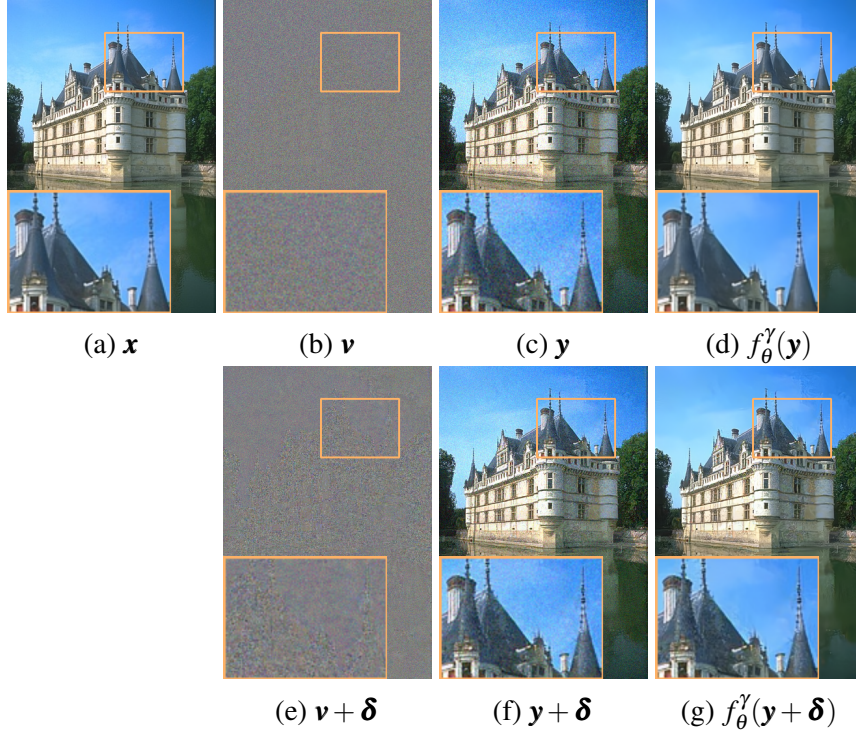 (a) x
(b) v
(c) y
(d) f_θ^γ(y)
(e) v + δ
(f) y + δ
(g) f_θ^γ(y + δ)